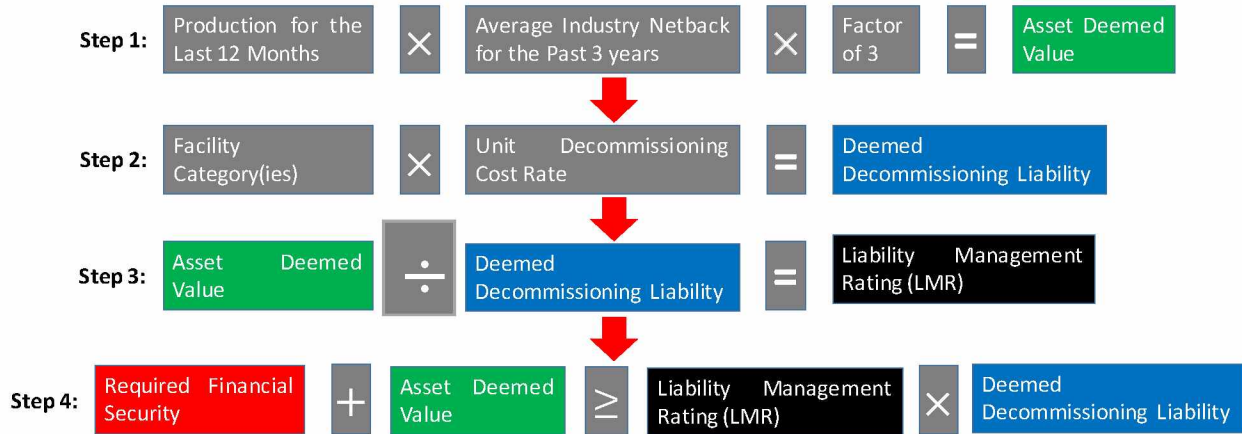 Step 1: Production for the Last 12 Months × Average Industry Netback for the Past 3 years × Factor of 3 = Asset Deemed Value
Step 2: Facility Category(ies) × Unit Decommissioning Cost Rate = Deemed Decommissioning Liability
Step 3: Asset Deemed Value ÷ Deemed Decommissioning Liability = Liability Management Rating (LMR)
Step 4: Required Financial Security + Asset Deemed Value ≥ Liability Management Rating (LMR) × Deemed Decommissioning Liability